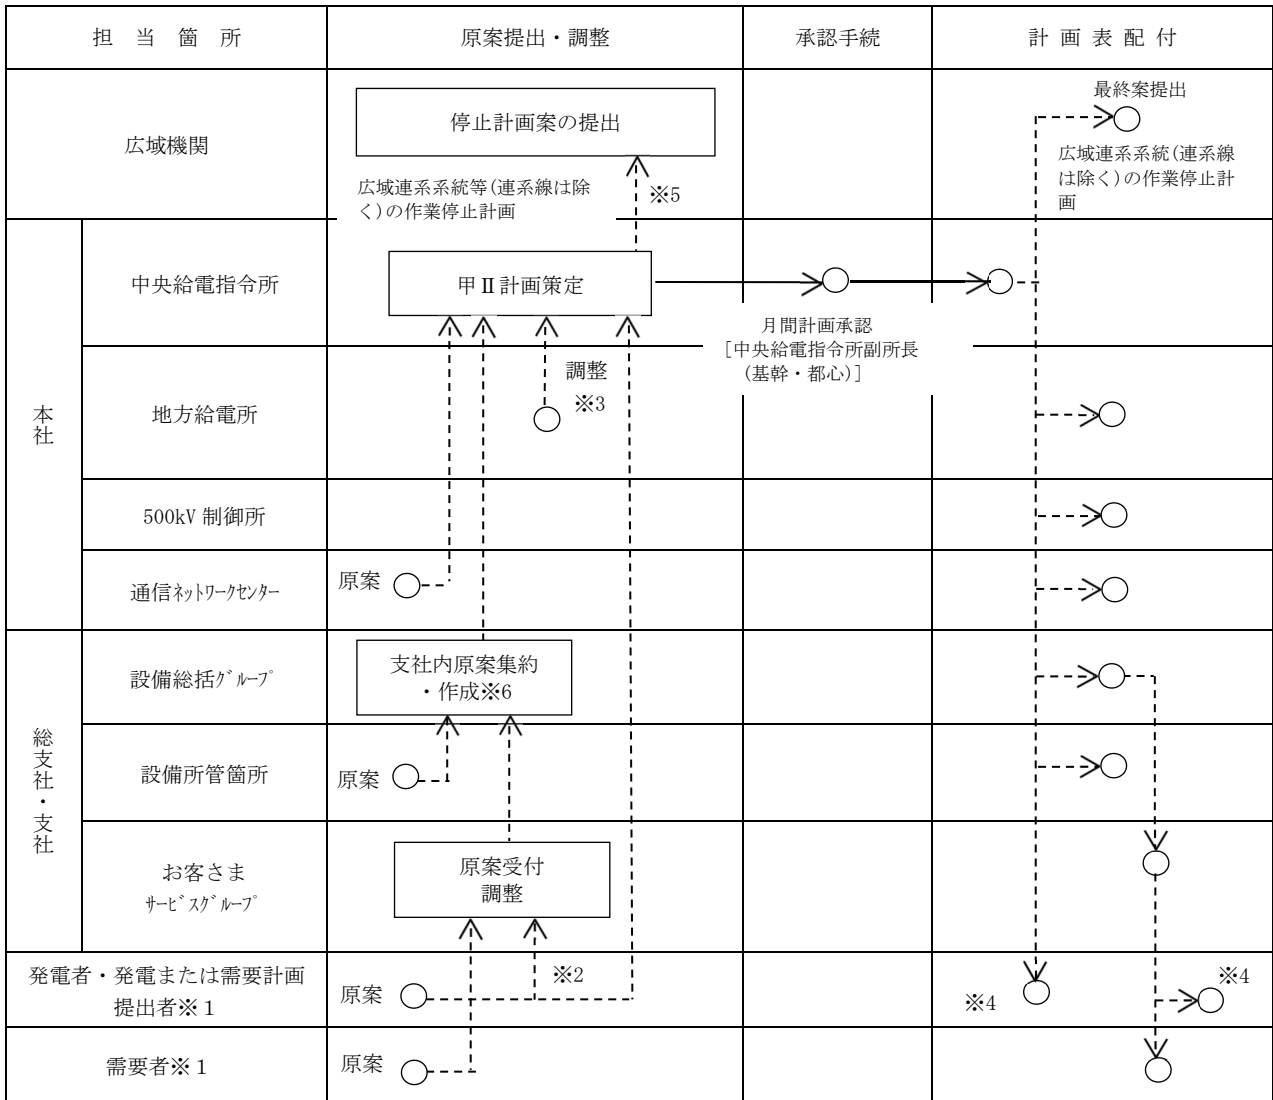 担 当 箇 所
原案提出・調整
承認手続
計 画 表 配 付
広域機関
停止計画案の提出
広域連系系統等(連系線は除
く)の作業停止計画
※5
最終案提出
広域連系系統(連系線
は除く)の作業停止計
画
本社
中央給電指令所
甲Ⅱ計画策定
月間計画承認
[中央給電指令所副所長
(基幹・都心)]
地方給電所
調整
※3
500kV 制御所
通信ﾈｯﾄﾜｰｸｾﾝﾀｰ
原案
総支社・支社
設備総括ｸﾞﾙｰﾌﾟ
支社内原案集約
・作成※6
設備所管箇所
原案
お客さま
ｻｰﾋﾞｽｸﾞﾙｰﾌﾟ
原案受付
調整
発電者・発電または需要計画
提出者※１
原案
※2
※4
※4
需要者※１
原案